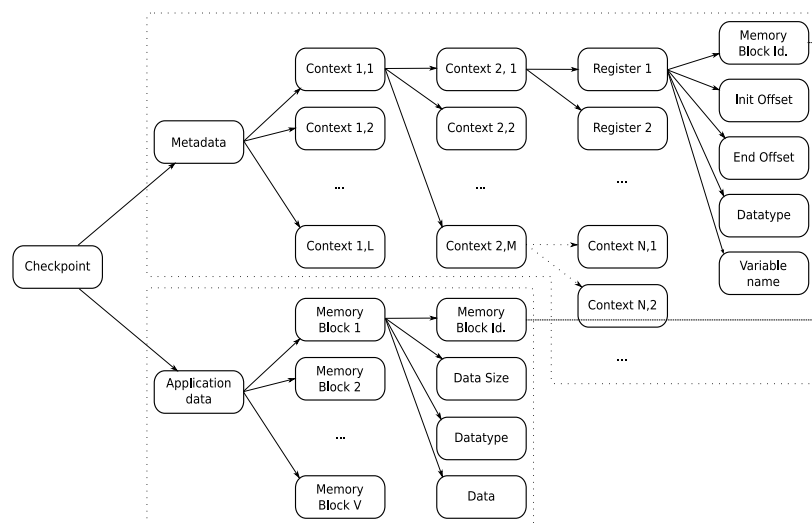 Checkpoint
Metadada
Context 1,1
Context 1,2
...
Context 1,L
Context 2, 1
Context 2,2
...
Context 2,M
Register 1
Register 2
...
Context N,1
Context N,2
...
Memory
Block Id.
Init Offset
End Offset
Datatype
Variable
name
Application
data
Memory
Block 1
Memory
Block 2
...
Memory
Block V
Memory
Block Id.
Data Size
Datatype
Data